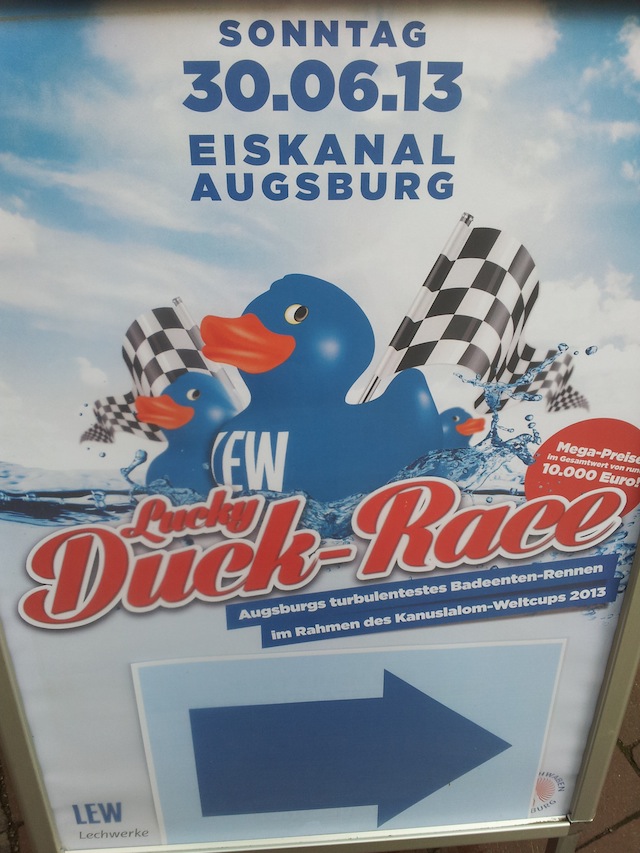 SONNTAG
30.06.13
EISKANAL
AUGSBURG
LEW
Mega-Preise
im Gesamtwert von rund
10.000 Euro!
Lucky
Duck-Race
Augsburgs turbulentestes Badeenten-Rennen
im Rahmen des Kanuslalom-Weltcups 2013
LEW
Lechwerke